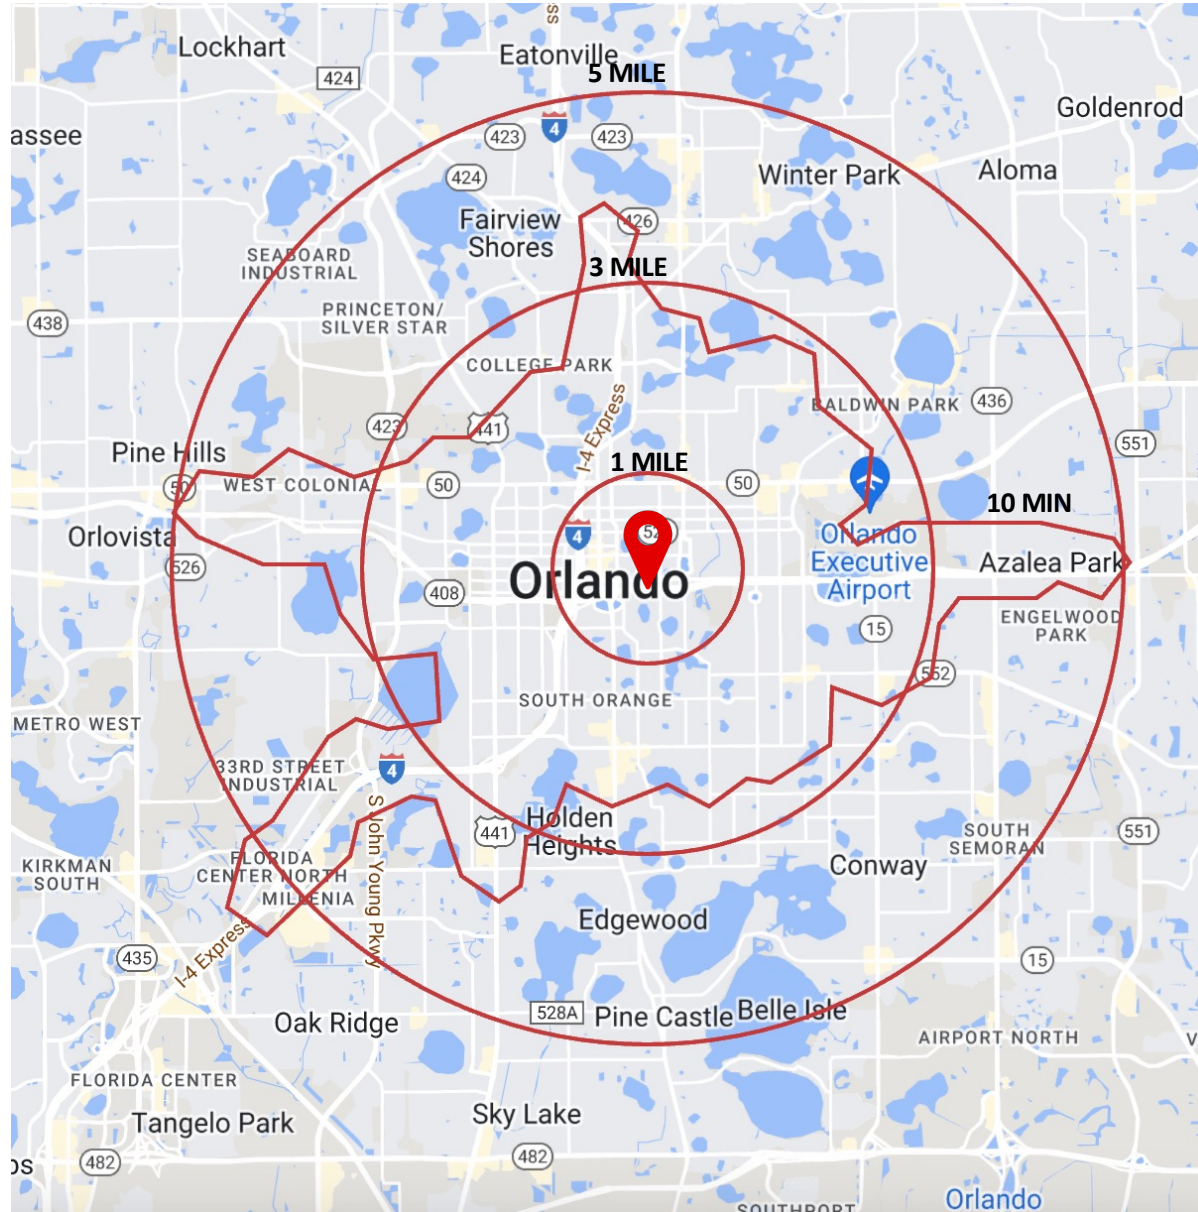 ss
Lockhart
Eatonville
5 MILE
424
Goldenrod
4
423
423
assee
Aloma
Winter Park
424
Fairview
Shores
426
SEABOARD
INDUSTRIAL
3 MILE
PRINCETON/
SILVER STAR
438
COLLEGE PARK
BALDWIN PARK
436
I-4 Express
423
441
551
Pine Hills
1 MILE
50
WEST COLONIAL
50
50
10 MIN
Orlovista
4
Orlando
Executive
Airport
526
Azalea Park
Orlando
408
ENGELWOOD
PARK
15
552
SOUTH ORANGE
METRO WEST
33RD STREET
INDUSTRIAL
4
S John Young Pkwy
441
Holden
Heights
SOUTH
SEMORAN
551
KIRKMAN
SOUTH
FLORIDA
CENTER NORTH
MILLENIA
Conway
Edgewood
I-4 Express
435
15
528A
Pine Castle
Belle Isle
Oak Ridge
AIRPORT NORTH
V
FLORIDA CENTER
Tangelo Park
Sky Lake
482
482
os
Orlando
SOUTHPORT